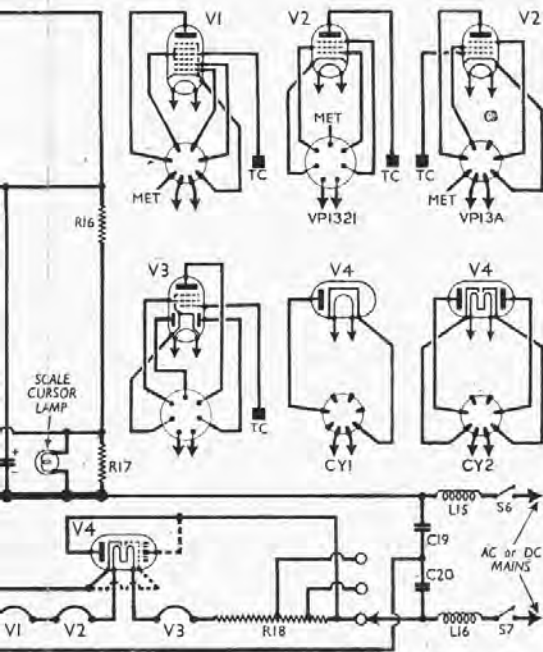 V1
V2
V2
MET
TC
MET
TC
TC
MET
VP1321
VP13A
R16
V3
V4
V4
SCALE
CURSOR
LAMP
TC
+
-
R17
CY1
CY2
V4
L15
S6
C19
AC or DC
MAINS
C20
V1
V2
V3
R18
L16
S7